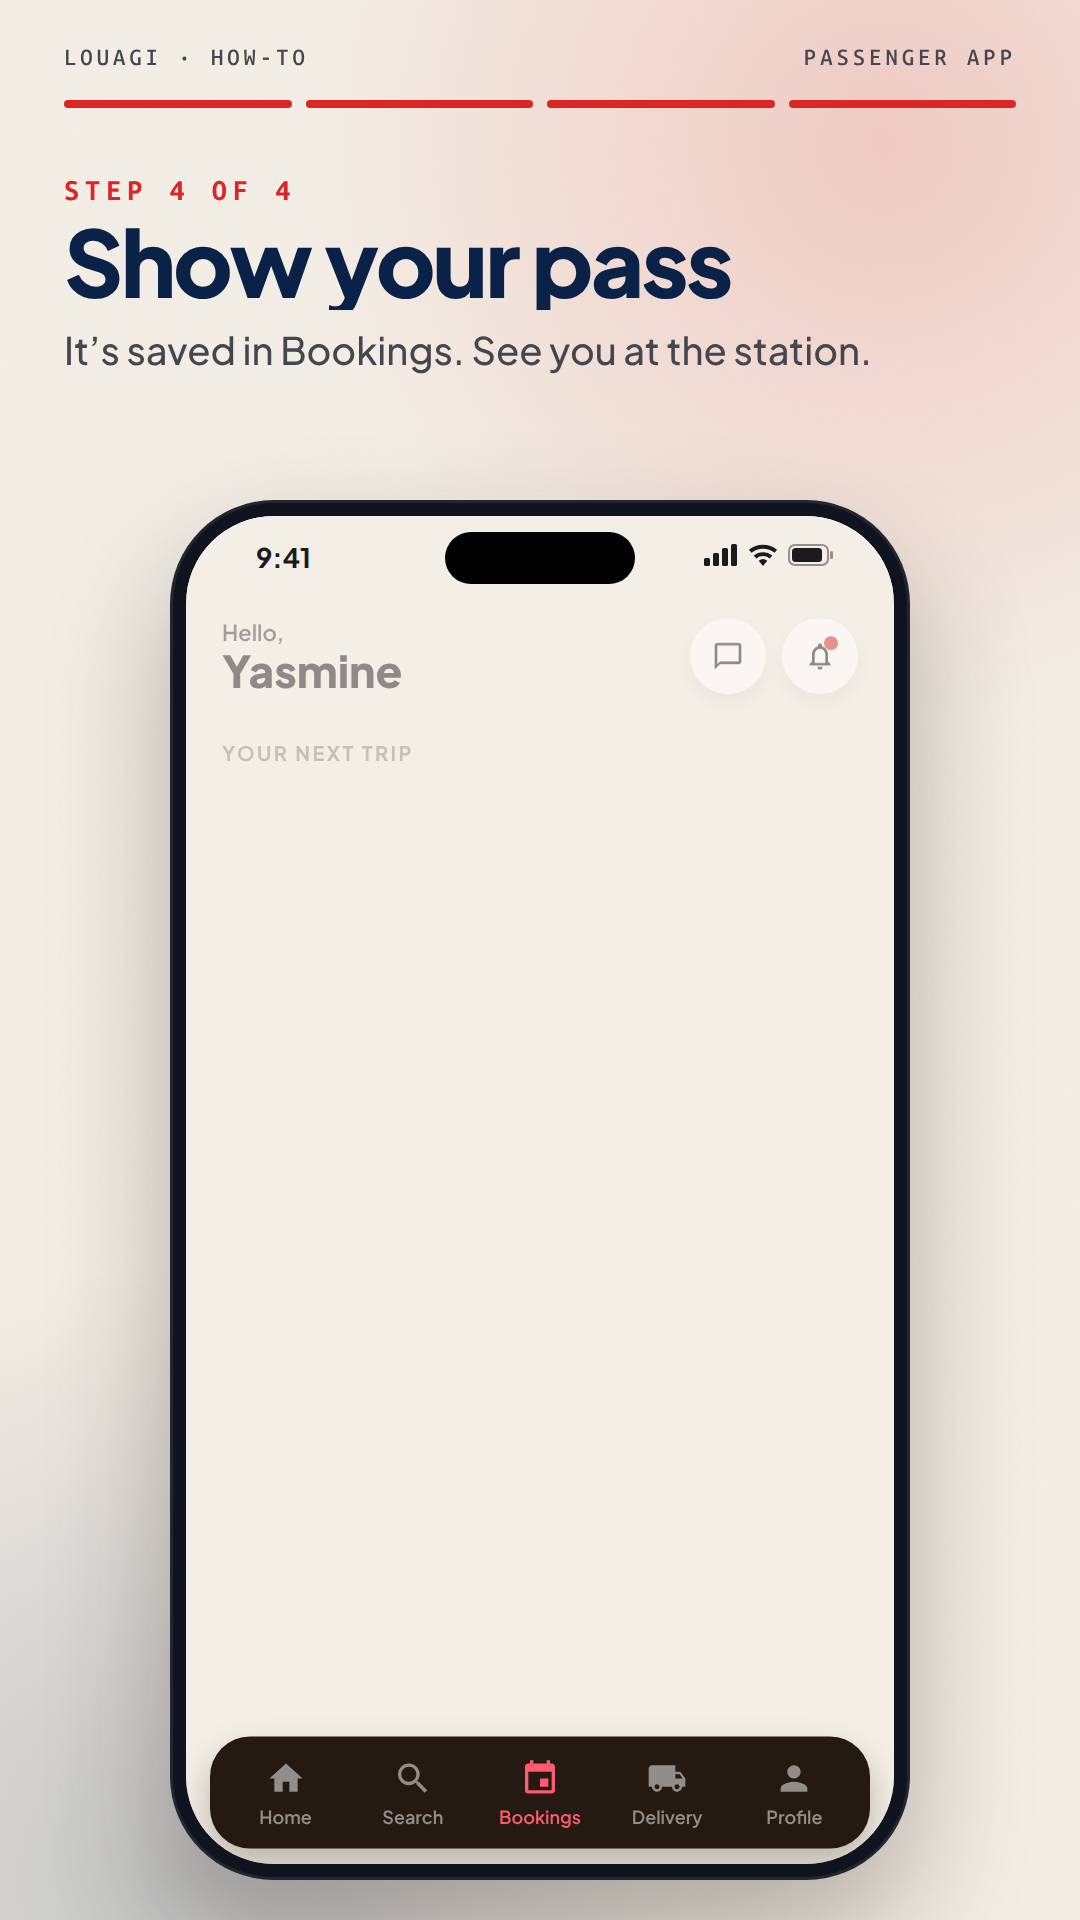 LOUAGI · HOW-TO
PASSENGER APP
STEP 4 OF 4
Show your pass
It’s saved in Bookings. See you at the station.
9:41
Hello,
Yasmine
YOUR NEXT TRIP
Home
Search
Bookings
Delivery
Profile